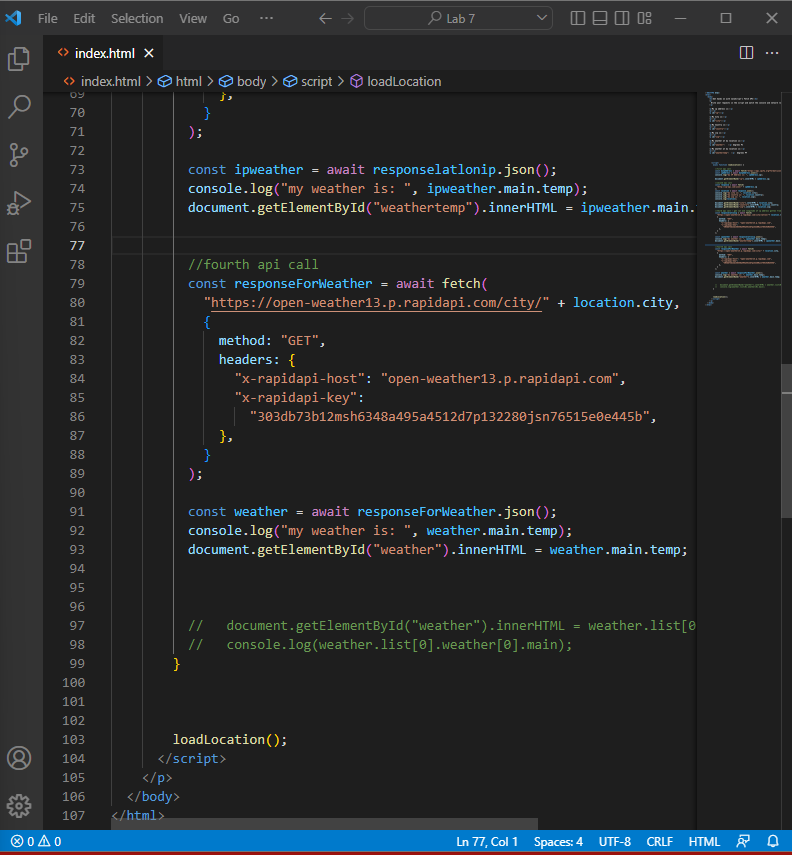 File Edit Selection View Go ··· Lab 7
index.html
index.html > html > body > script > loadLocation
69 },
70 }
71 );
72
73 const ipweather = await responselatlonip.json();
74 console.log("my weather is: ", ipweather.main.temp);
75 document.getElementById("weathertemp").innerHTML = ipweather.main.
76
77
78 //fourth api call
79 const responseForWeather = await fetch(
80 "https://open-weather13.p.rapidapi.com/city/" + location.city,
81 {
82 method: "GET",
83 headers: {
84 "x-rapidapi-host": "open-weather13.p.rapidapi.com",
85 "x-rapidapi-key":
86 "303db73b12msh6348a495a4512d7p132280jsn76515e0e445b",
87 },
88 }
89 );
90
91 const weather = await responseForWeather.json();
92 console.log("my weather is: ", weather.main.temp);
93 document.getElementById("weather").innerHTML = weather.main.temp;
94
95
96
97 //   document.getElementById("weather").innerHTML = weather.list[0
98 //   console.log(weather.list[0].weather[0].main);
99 }
100
101
102
103 loadLocation();
104 </script>
105 </p>
106 </body>
107 </html>
0 0 Ln 77, Col 1 Spaces: 4 UTF-8 CRLF HTML